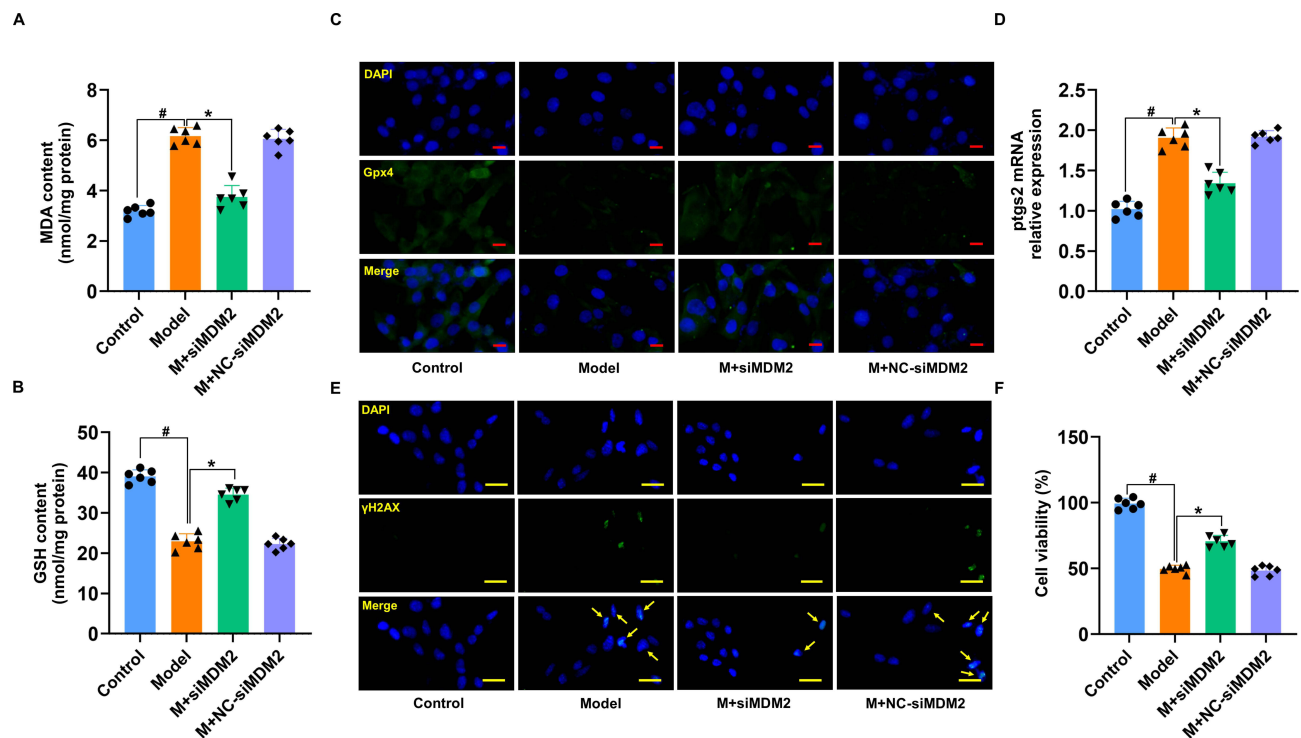 A
MDA content
(nmol/mg protein)
8
6
4
2
0
#
*
Control
Model
M+siMDM2
M+NC-siMDM2
B
GSH content
(nmol/mg protein)
50
40
30
20
10
0
#
*
Control
Model
M+siMDM2
M+NC-siMDM2
C
DAPI
Gpx4
Merge
Control
Model
M+siMDM2
M+NC-siMDM2
D
ptgs2 mRNA
relative expression
2.5
2.0
1.5
1.0
0.5
0.0
#
*
Control
Model
M+siMDM2
M+NC-siMDM2
E
DAPI
γH2AX
Merge
Control
Model
M+siMDM2
M+NC-siMDM2
F
Cell viability (%)
150
100
50
0
#
*
Control
Model
M+siMDM2
M+NC-siMDM2